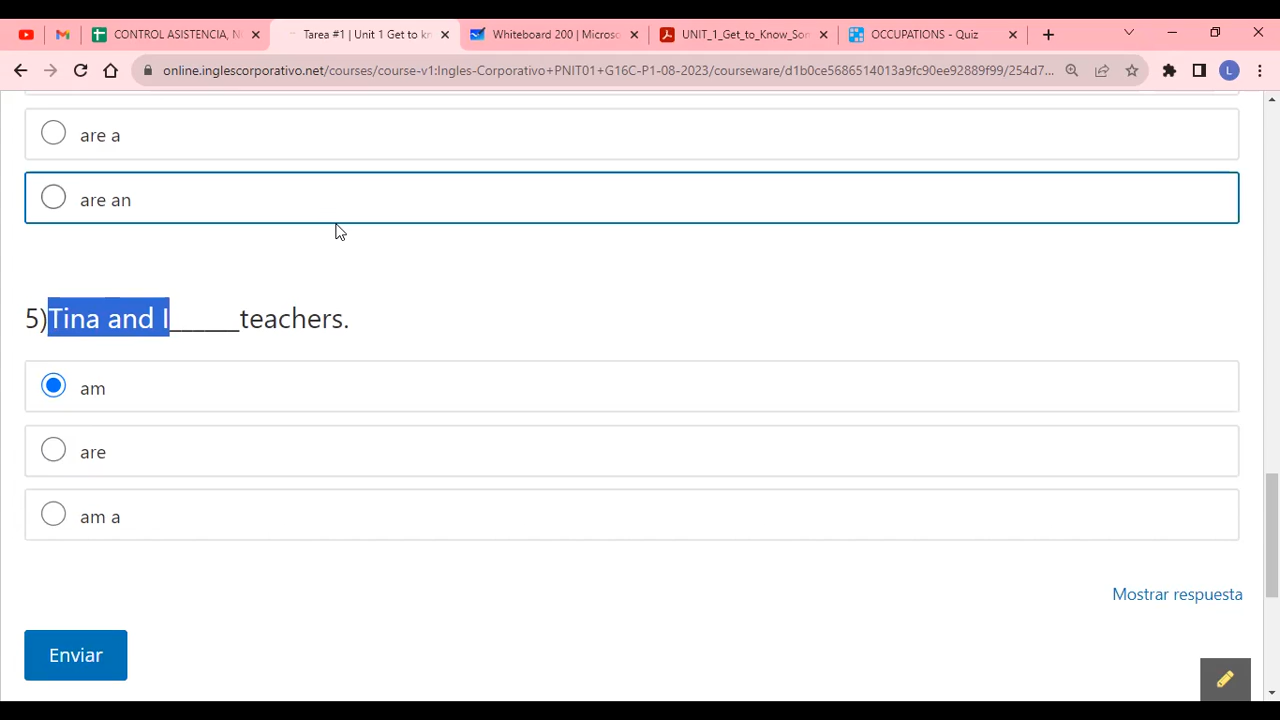 CONTROL ASISTENCIA, N
Tarea #1 | Unit 1 Get to kn
Whiteboard 200 | Microso
UNIT_1_Get_to_Know_Som
OCCUPATIONS - Quiz
online.inglescorporativo.net/courses/course-v1:Ingles-Corporativo+PNIT01+G16C-P1-08-2023/courseware/d1b0ce5686514013a9fc90ee92889f99/254d7...
L
are a
are an
5)Tina and I______teachers.
am
are
am a
Mostrar respuesta
Enviar